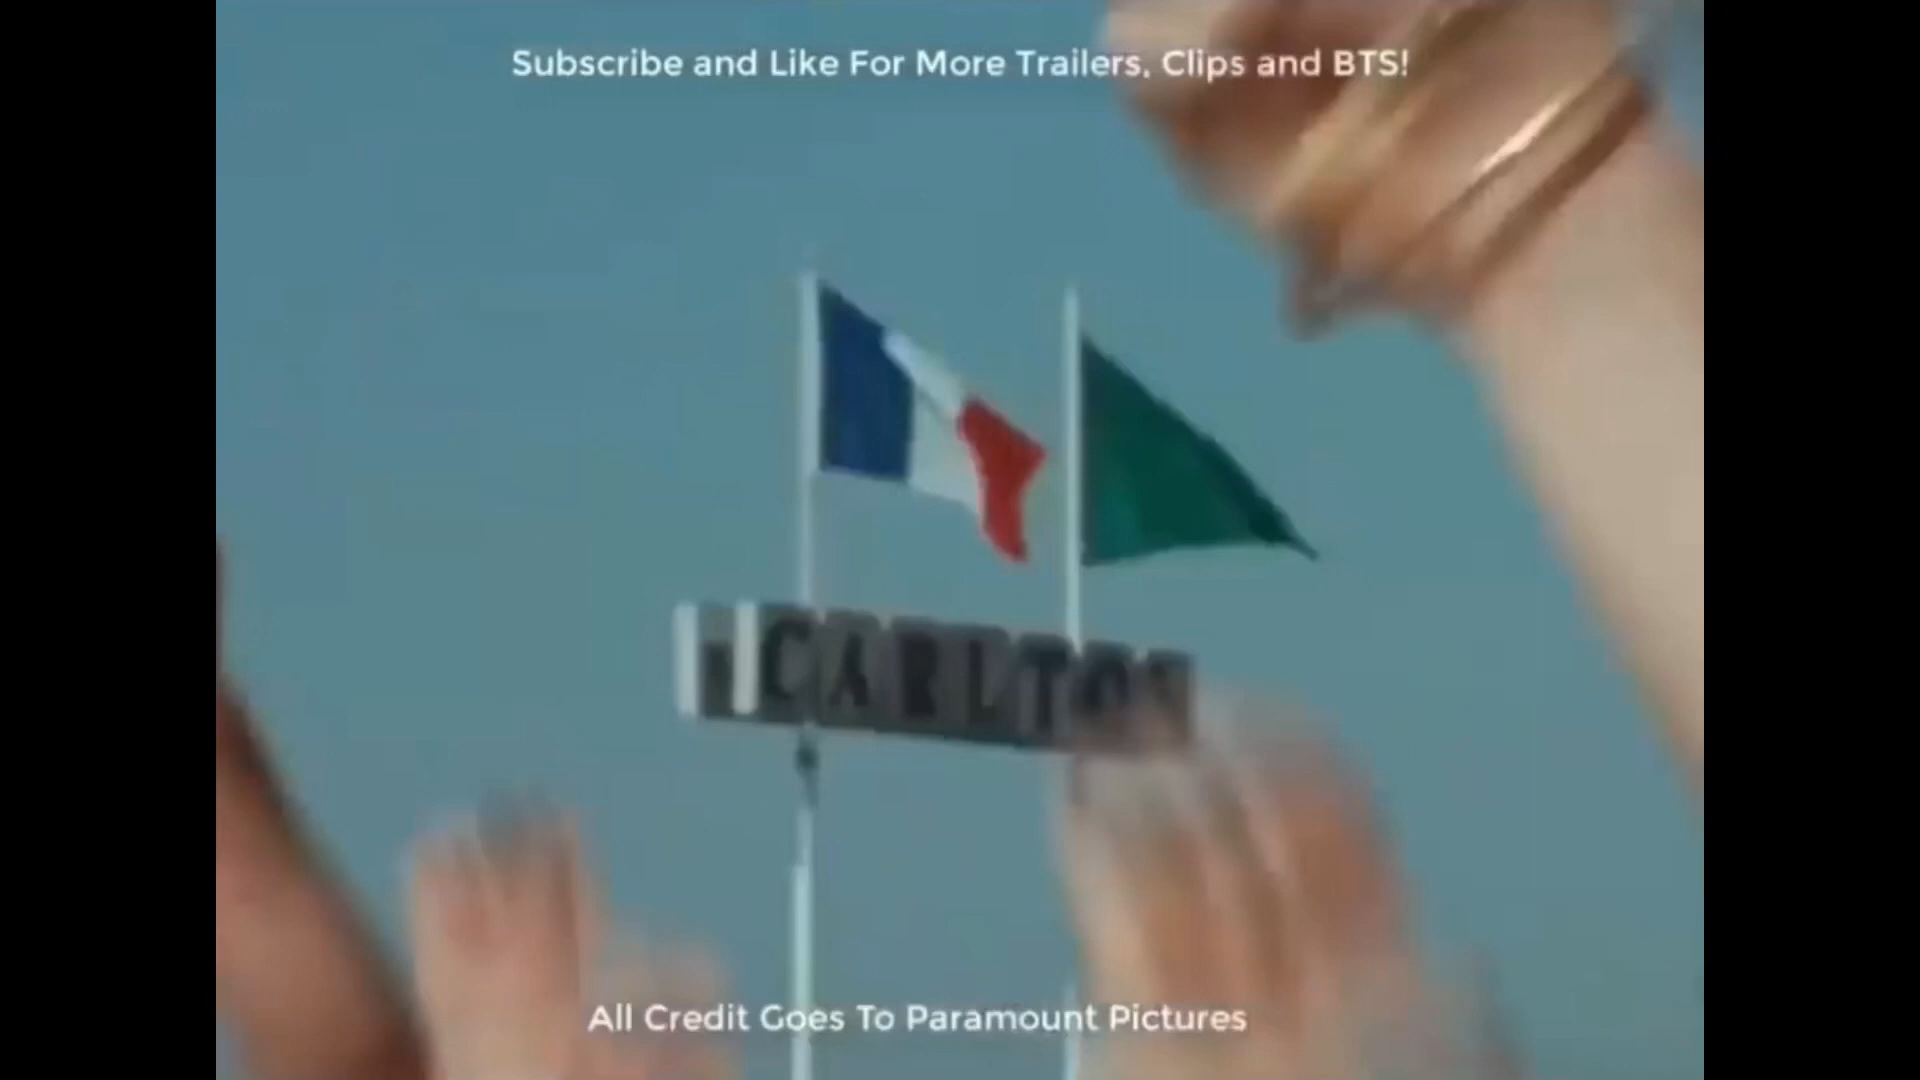 Subscribe and Like For More Trailers, Clips and BTS!
CARLTON
All Credit Goes To Paramount Pictures